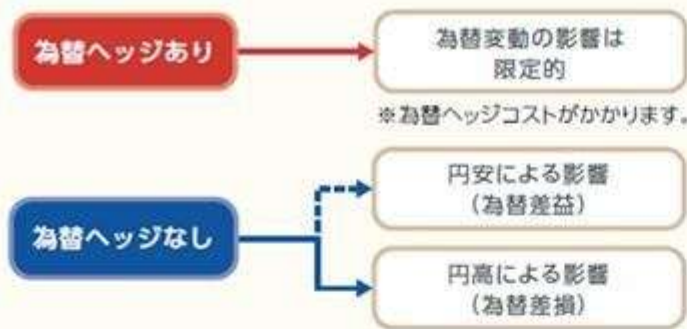 為替ヘッジあり
為替変動の影響は
限定的
※為替ヘッジコストがかかります。
為替ヘッジなし
円安による影響
（為替差益）
円高による影響
（為替差損）